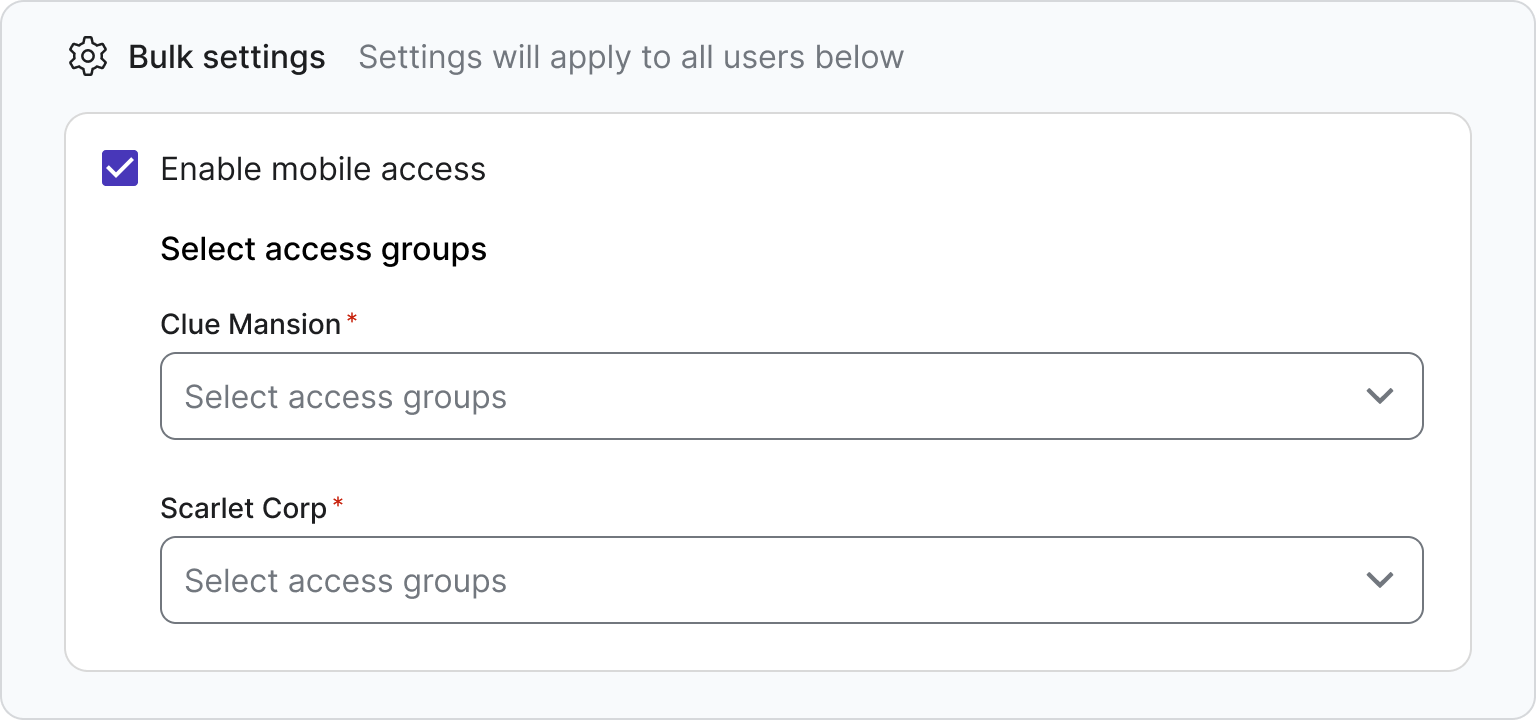 Bulk settings Settings will apply to all users below
Enable mobile access
Select access groups
Clue Mansion *
Select access groups
Scarlet Corp *
Select access groups